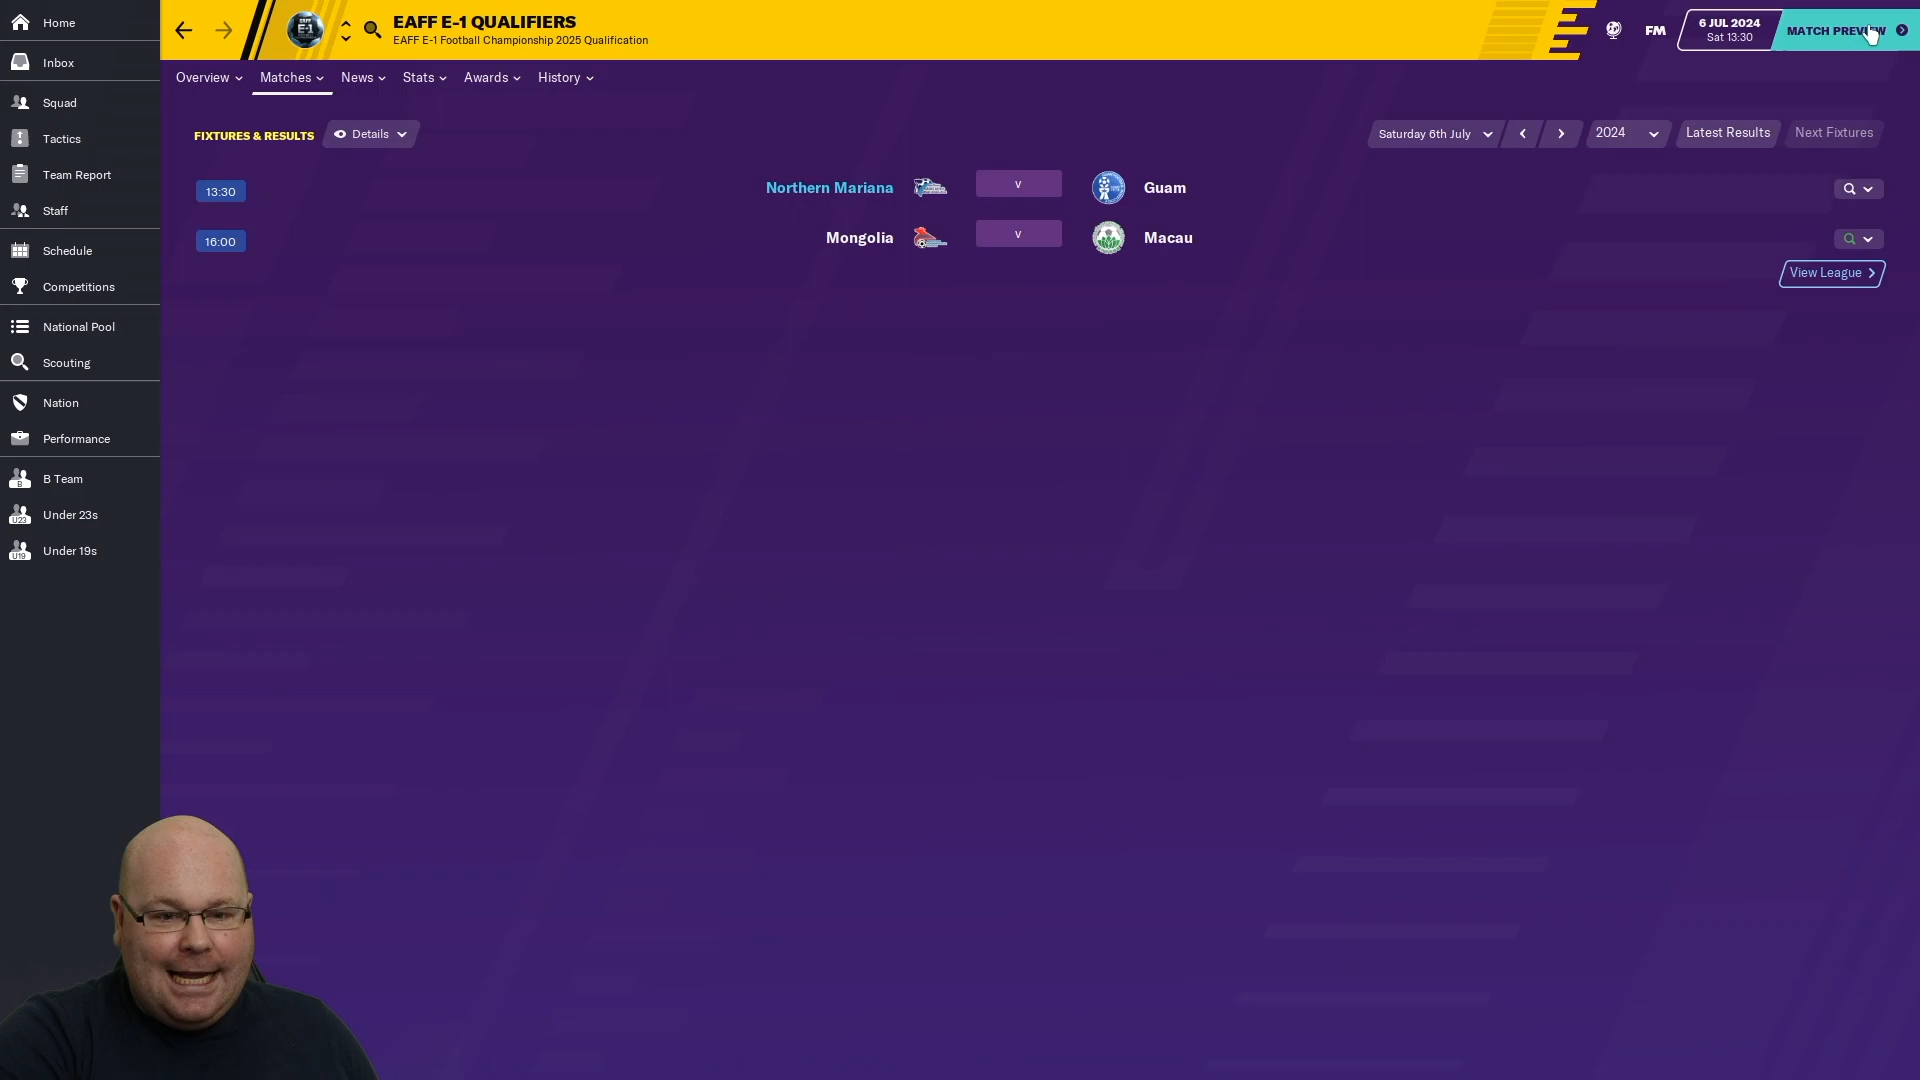 Home
Inbox
Squad
Tactics
Team Report
Staff
Schedule
Competitions
National Pool
Scouting
Nation
Performance
B
B Team
U23
Under 23s
U19
Under 19s
E-1
EAFF E-1 QUALIFIERS
EAFF E-1 Football Championship 2025 Qualification
FM
6 JUL 2024
Sat 13:30
MATCH PREVIEW
Overview
Matches
News
Stats
Awards
History
FIXTURES & RESULTS
Details
Saturday 6th July
2024
Latest Results
Next Fixtures
13:30 Northern Mariana v Guam
16:00 Mongolia v Macau
View League